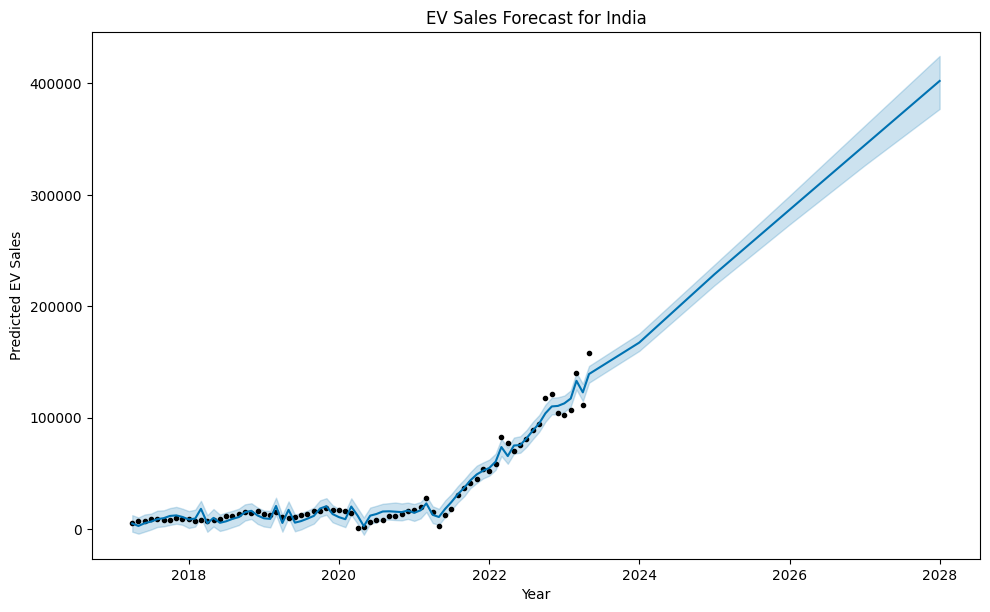 EV Sales Forecast for India
Predicted EV Sales
400000
300000
200000
100000
0
2018 2020 2022 2024 2026 2028
Year